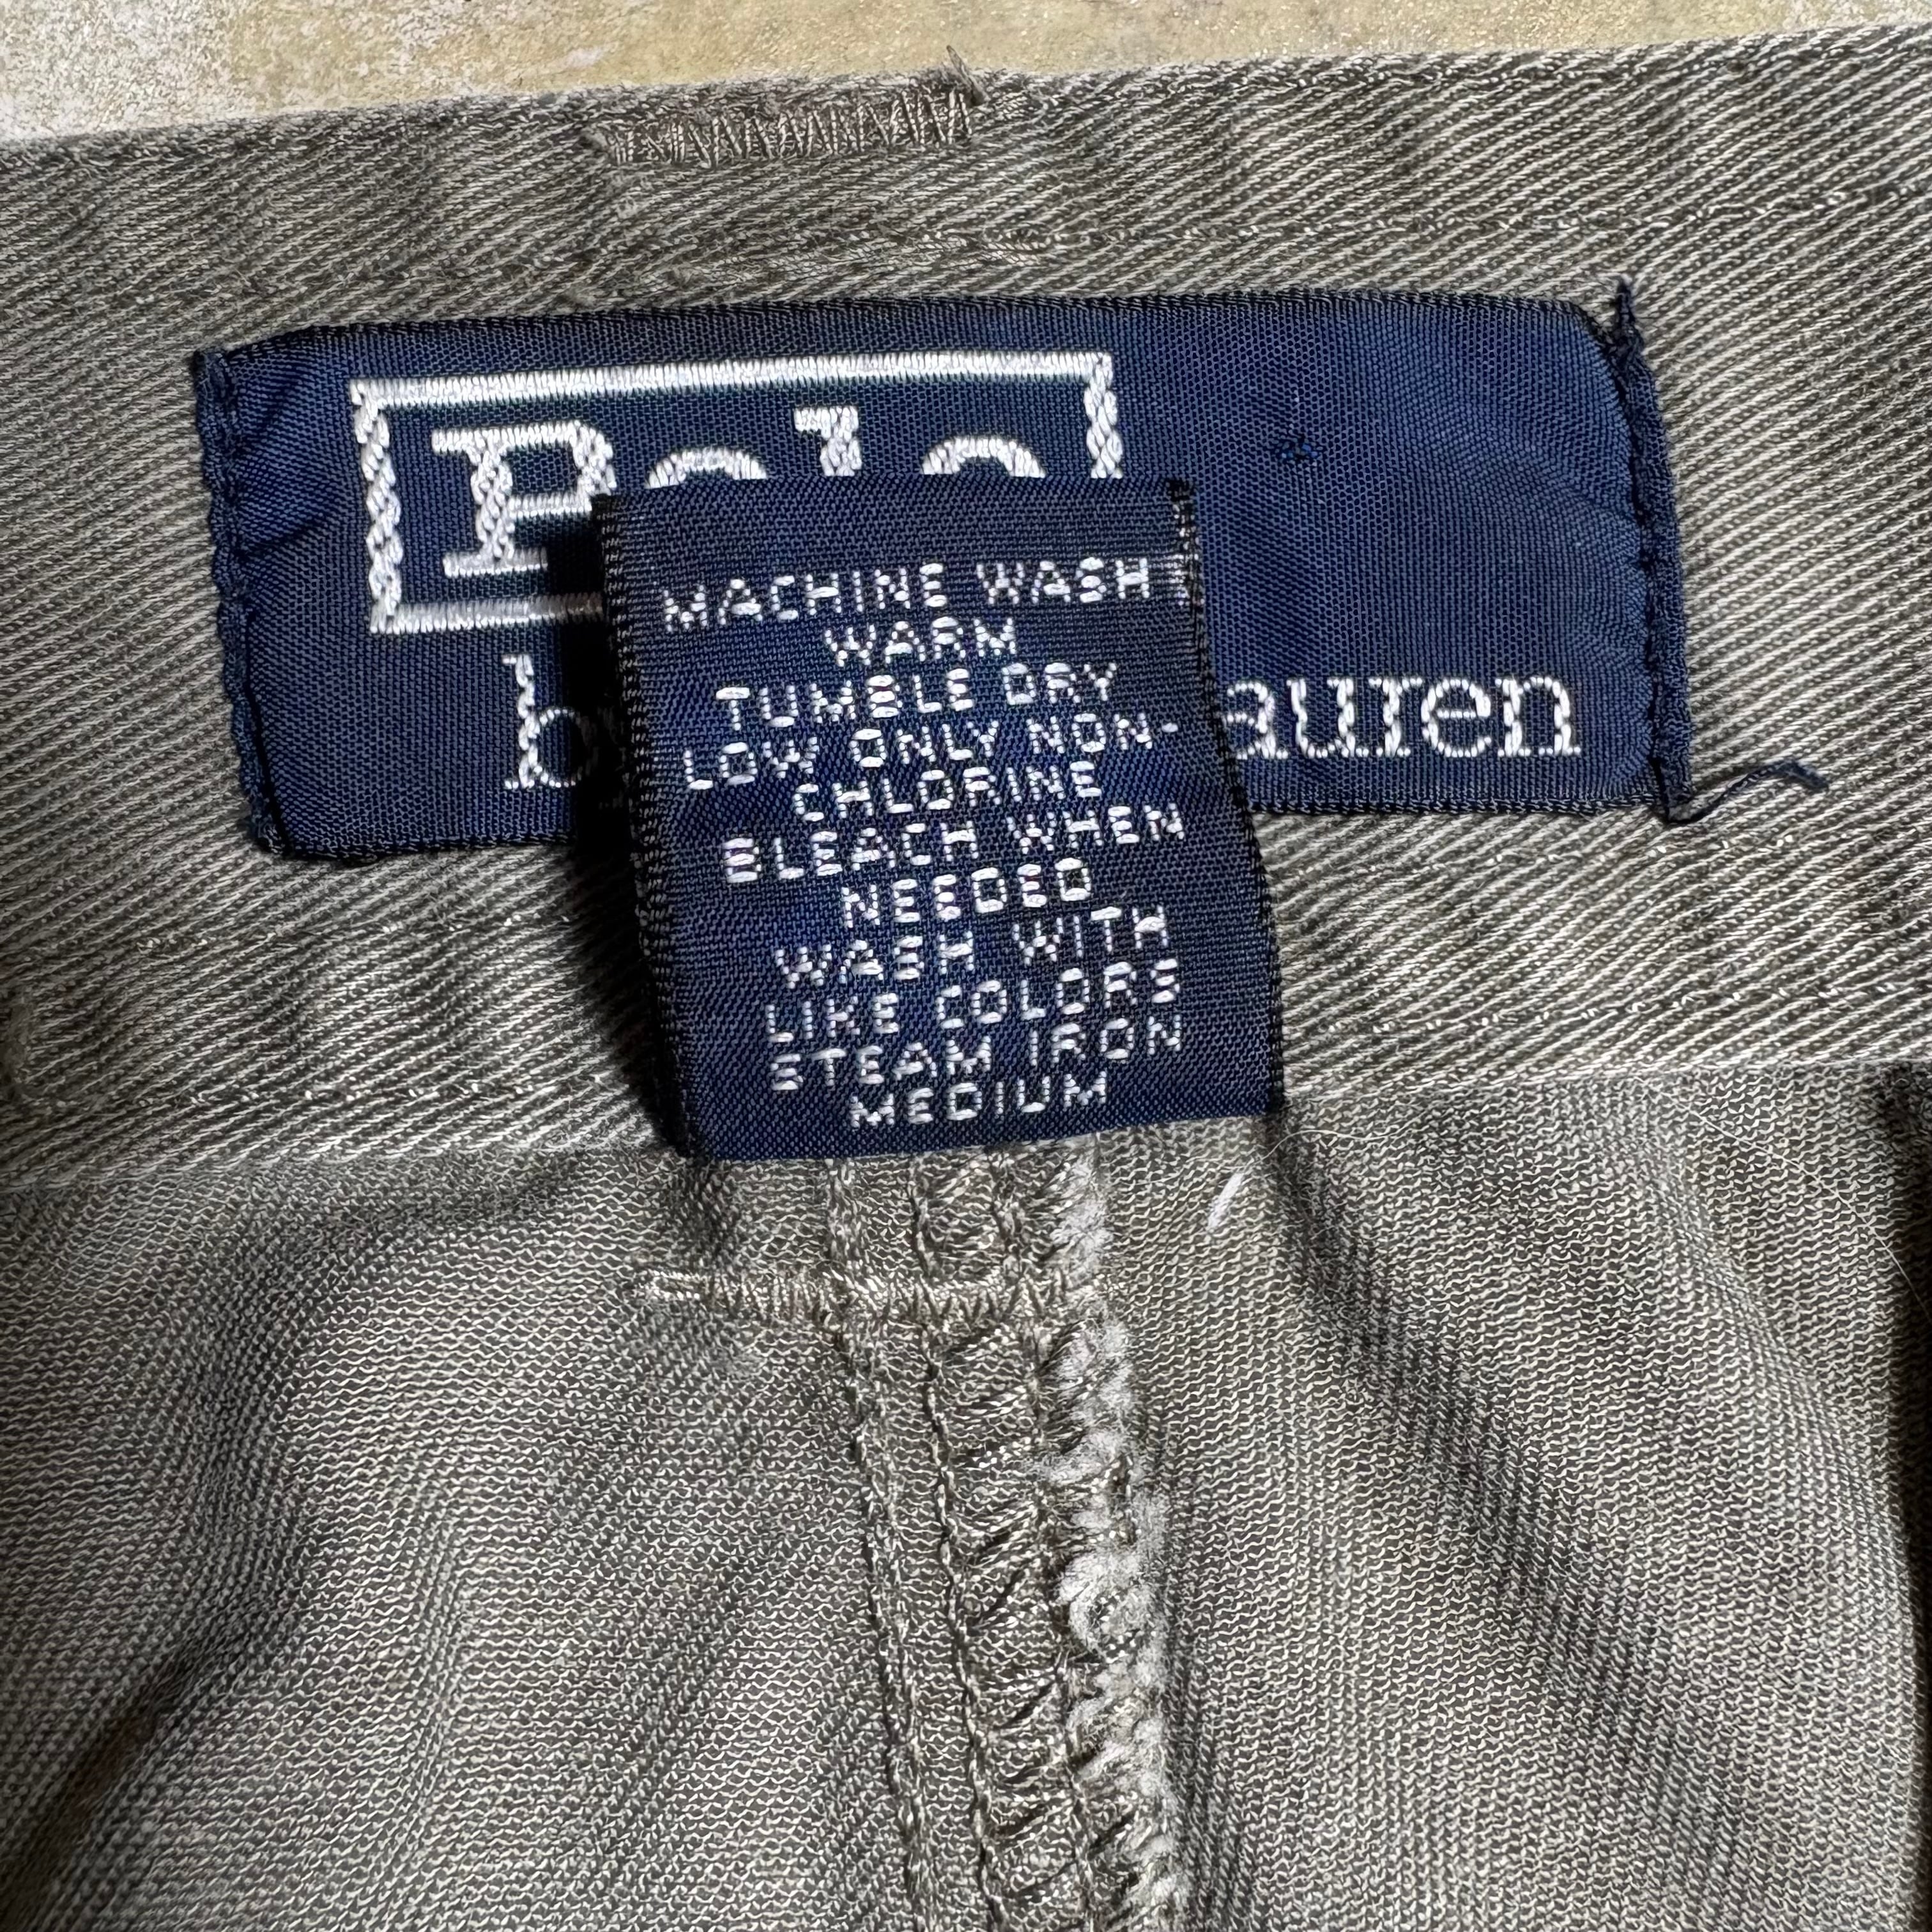 Polo
auren
MACHINE WASH
WARM
TUMBLE DRY
LOW ONLY NON-
CHLORINE
BLEACH WHEN
NEEDED
WASH WITH
LIKE COLORS
STEAM IRON
MEDIUM